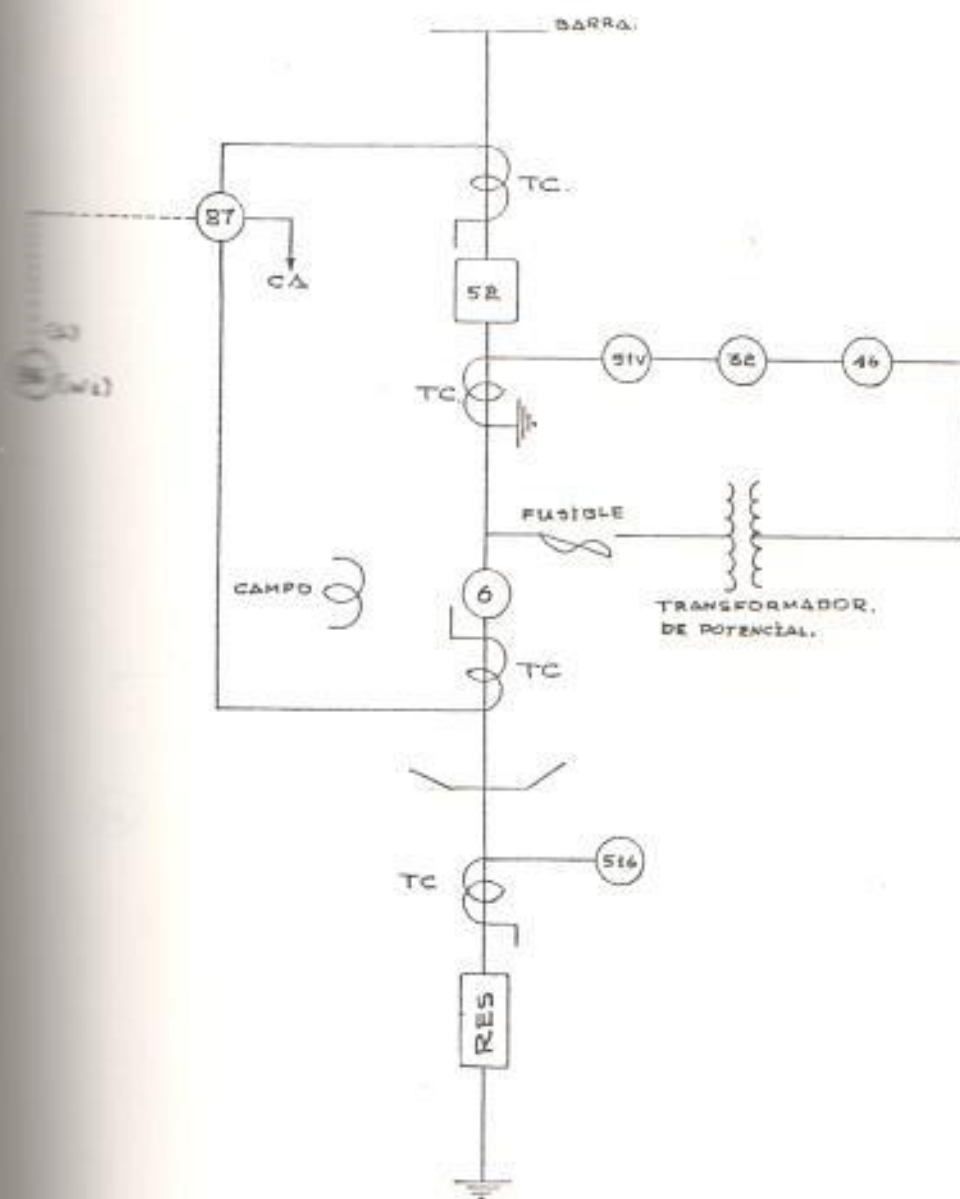 BARRA.
TC.
87
CA
52
51V
32
46
TC.
FUSIBLE
CAMPO
6
TRANSFORMADOR.
DE POTENCIAL.
TC
TC
51G
RES